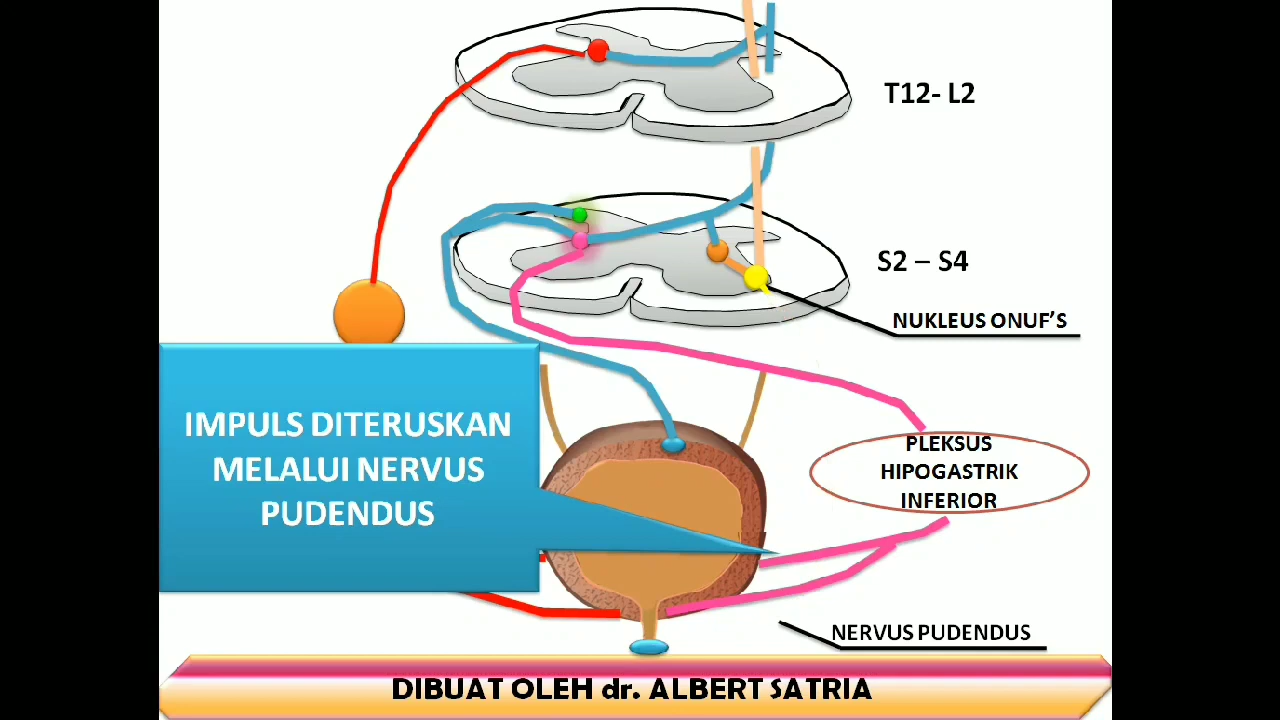 T12- L2
S2 – S4
NUKLEUS ONUF'S
IMPULS DITERUSKAN
MELALUI NERVUS
PUDENDUS
PLEKSUS
HIPOGASTRIK
INFERIOR
NERVUS PUDENDUS
DIBUAT OLEH dr. ALBERT SATRIA